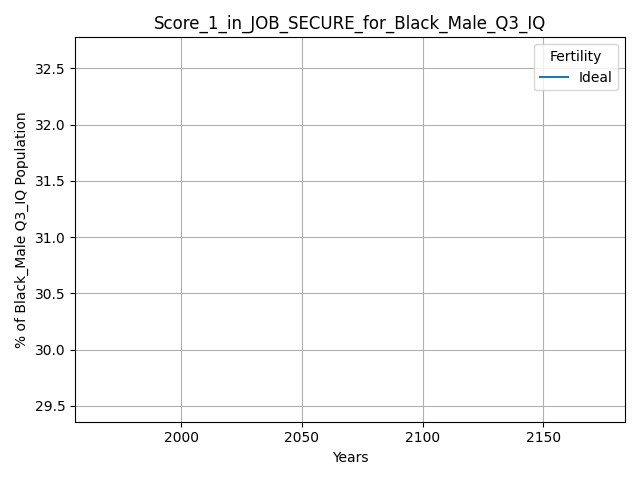 Score_1_in_JOB_SECURE_for_Black_Male_Q3_IQ
Fertility
Ideal
% of Black_Male Q3_IQ Population
32.5
32.0
31.5
31.0
30.5
30.0
29.5
2000
2050
2100
2150
Years